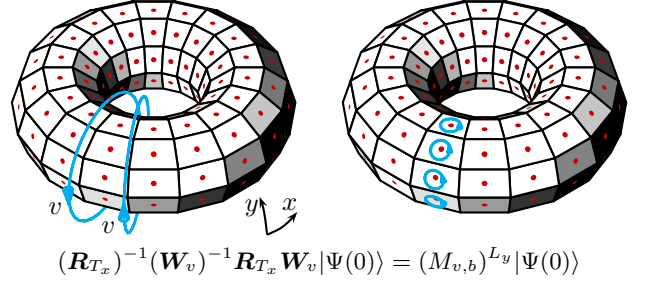 v
v
y
x
(𝑹_{T_x})^{-1}(𝑾_v)^{-1}𝑹_{T_x}𝑾_v|Ψ(0)⟩ = (M_{v,b})^{L_y}|Ψ(0)⟩